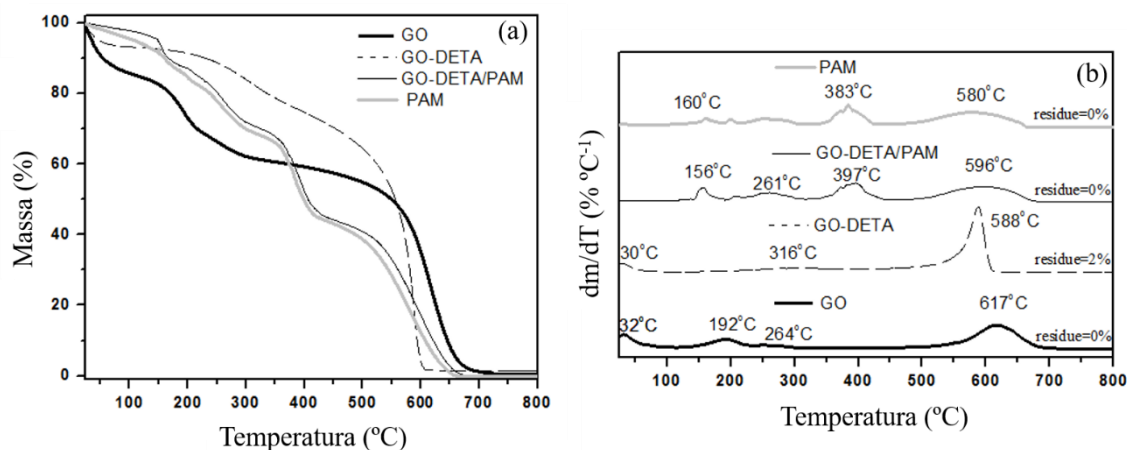 (a)
GO
GO-DETA
GO-DETA/PAM
PAM
Massa (%)
100
80
60
40
20
0
100 200 300 400 500 600 700 800
Temperatura (ºC)
(b)
PAM
160°C
383°C
580°C
residue=0%
GO-DETA/PAM
156°C
261°C
397°C
596°C
residue=0%
GO-DETA
30°C
316°C
588°C
residue=2%
GO
32°C
192°C
264°C
617°C
residue=0%
dm/dT (% ºC-1)
100 200 300 400 500 600 700 800
Temperatura (ºC)